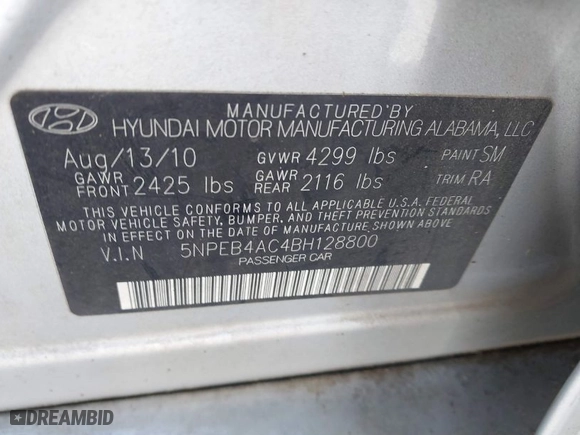 MANUFACTURED BY
HYUNDAI MOTOR MANUFACTURING ALABAMA, LLC
Aug/13/10 GVWR 4299 lbs PAINT SM
GAWR FRONT 2425 lbs GAWR REAR 2116 lbs TRIM RA
THIS VEHICLE CONFORMS TO ALL APPLICABLE U.S.A. FEDERAL
MOTOR VEHICLE SAFETY, BUMPER, AND THEFT PREVENTION STANDARDS
IN EFFECT ON THE DATE OF MANUFACTURE SHOWN ABOVE.
V.I.N 5NPEB4AC4BH128800
PASSENGER CAR
DREAMBID